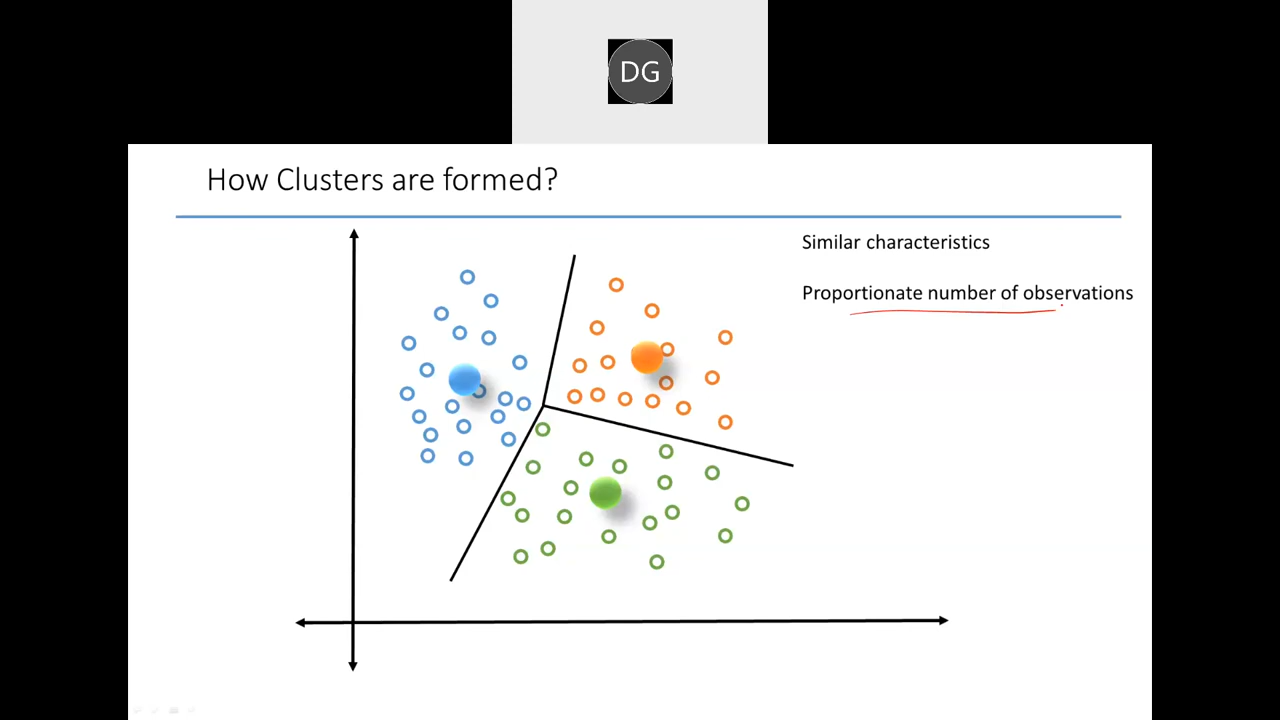 DG
How Clusters are formed?
Similar characteristics
Proportionate number of observations